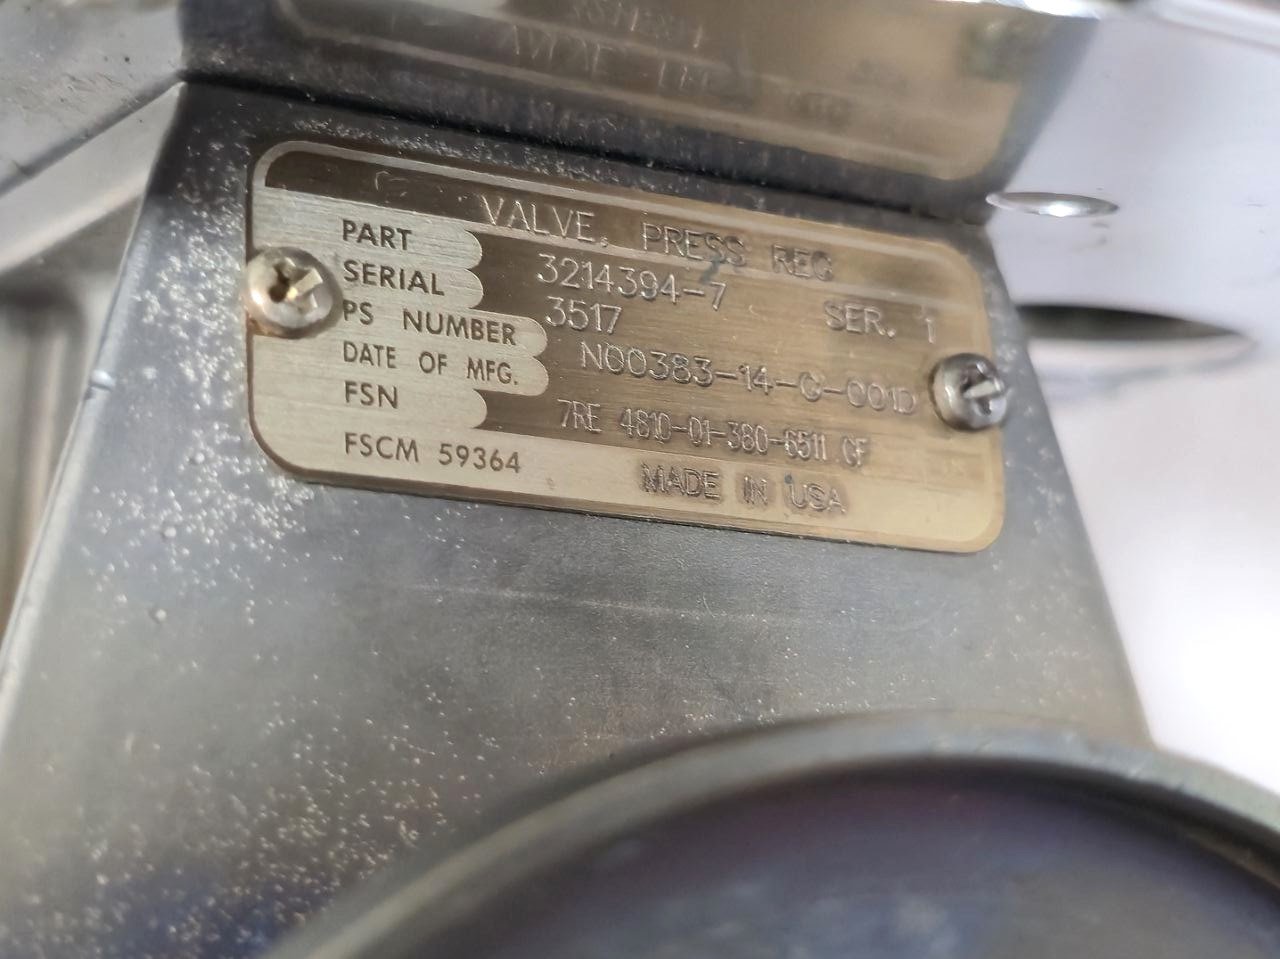 VALVE, PRESS REG
PART 3214394-7 SER. 1
SERIAL 3517
PS NUMBER N00383-14-G-001D
DATE OF MFG.
FSN 7RE 4810-01-380-6511 CF
FSCM 59364 MADE IN USA